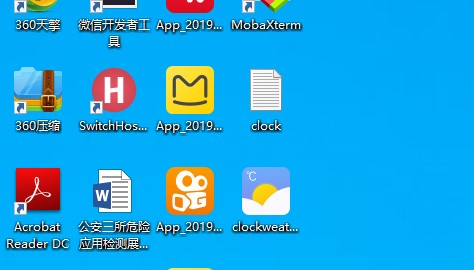 360天擎
微信开发者工
具
App_2019...
MobaXterm
360压缩
H
SwitchHos...
App_2019...
clock
Acrobat
Reader DC
W
公安三所危险
应用检测展...
App_2019...
℃
clockweat...